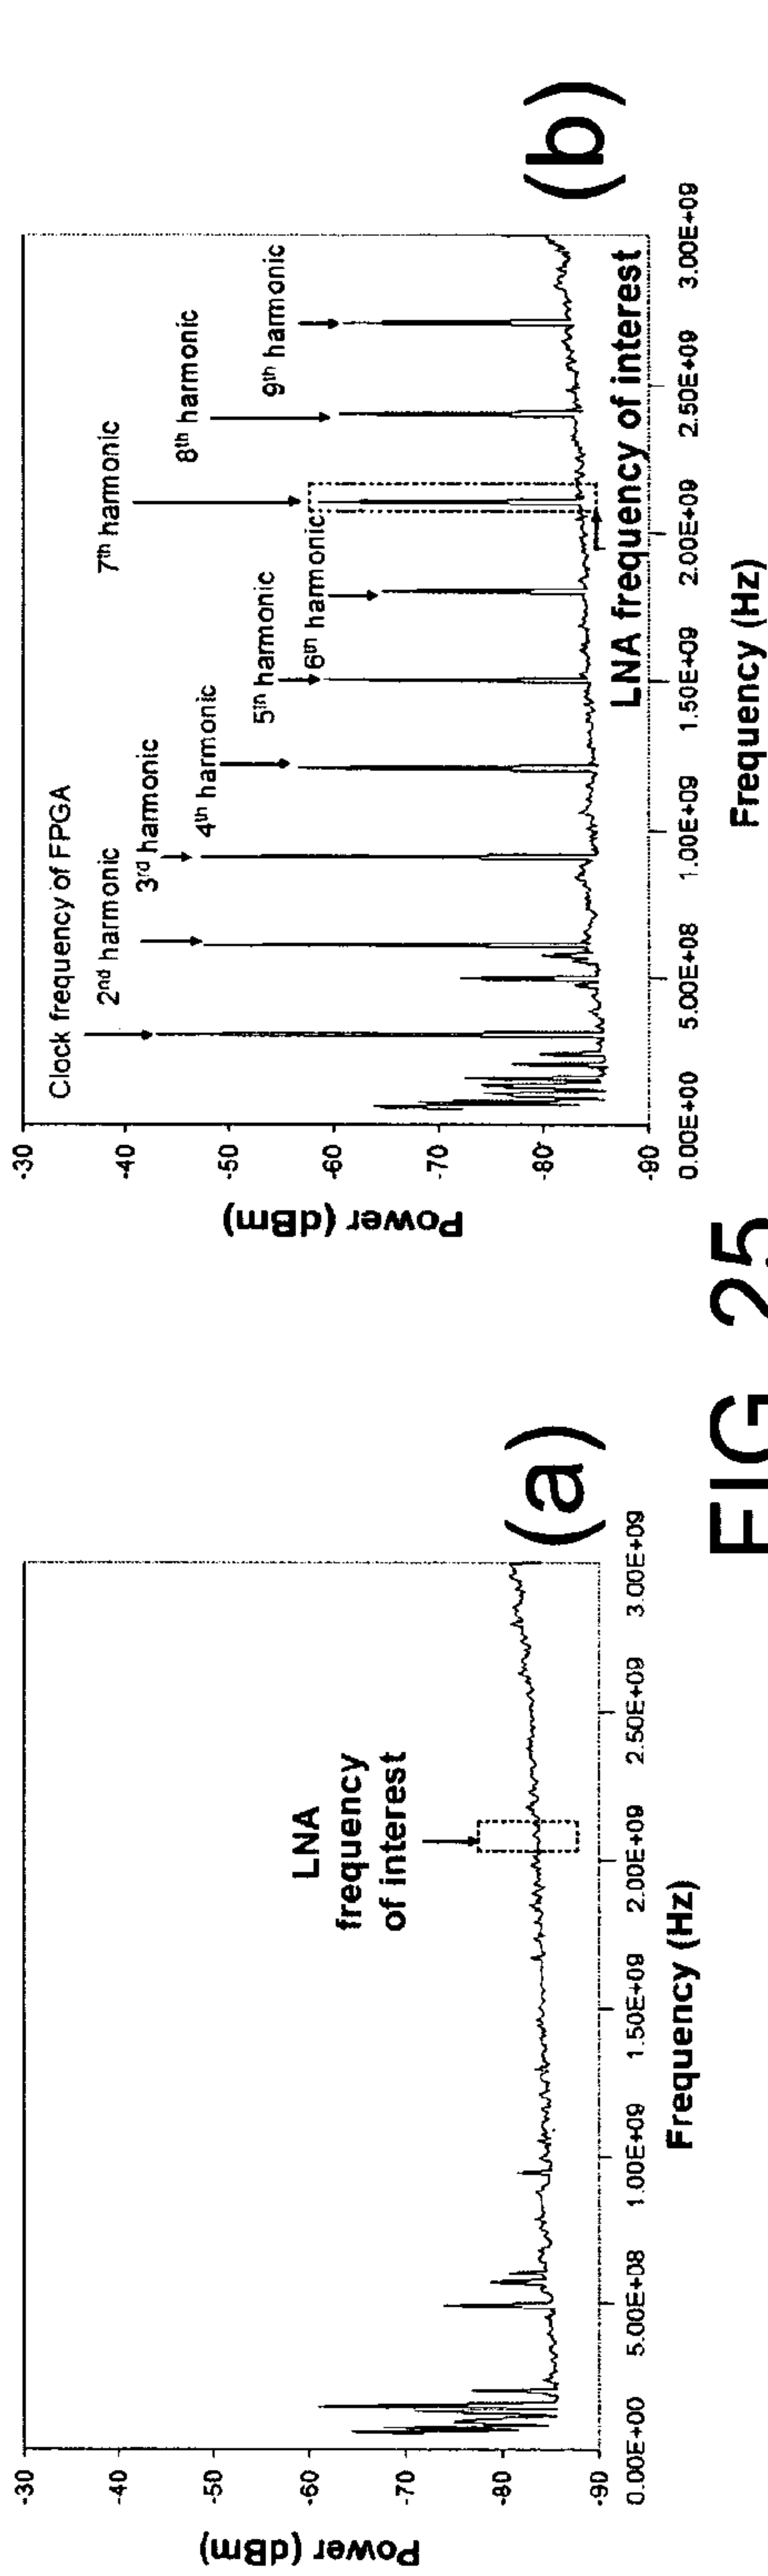 -30
-40
-50
-60
-70
-80
-90
Power (dBm)
LNA
frequency
of interest
0.00E+00 5.00E+08 1.00E+09 1.50E+09 2.00E+09 2.50E+09 3.00E+09
Frequency (Hz)
(a)
-30
-40
-50
-60
-70
-80
-90
Power (dBm)
Clock frequency of FPGA
2nd harmonic
3rd harmonic
4th harmonic
5th harmonic
6th harmonic
7th harmonic
8th harmonic
9th harmonic
LNA frequency of interest
0.00E+00 5.00E+08 1.00E+09 1.50E+09 2.00E+09 2.50E+09 3.00E+09
Frequency (Hz)
(b)
FIG. 25